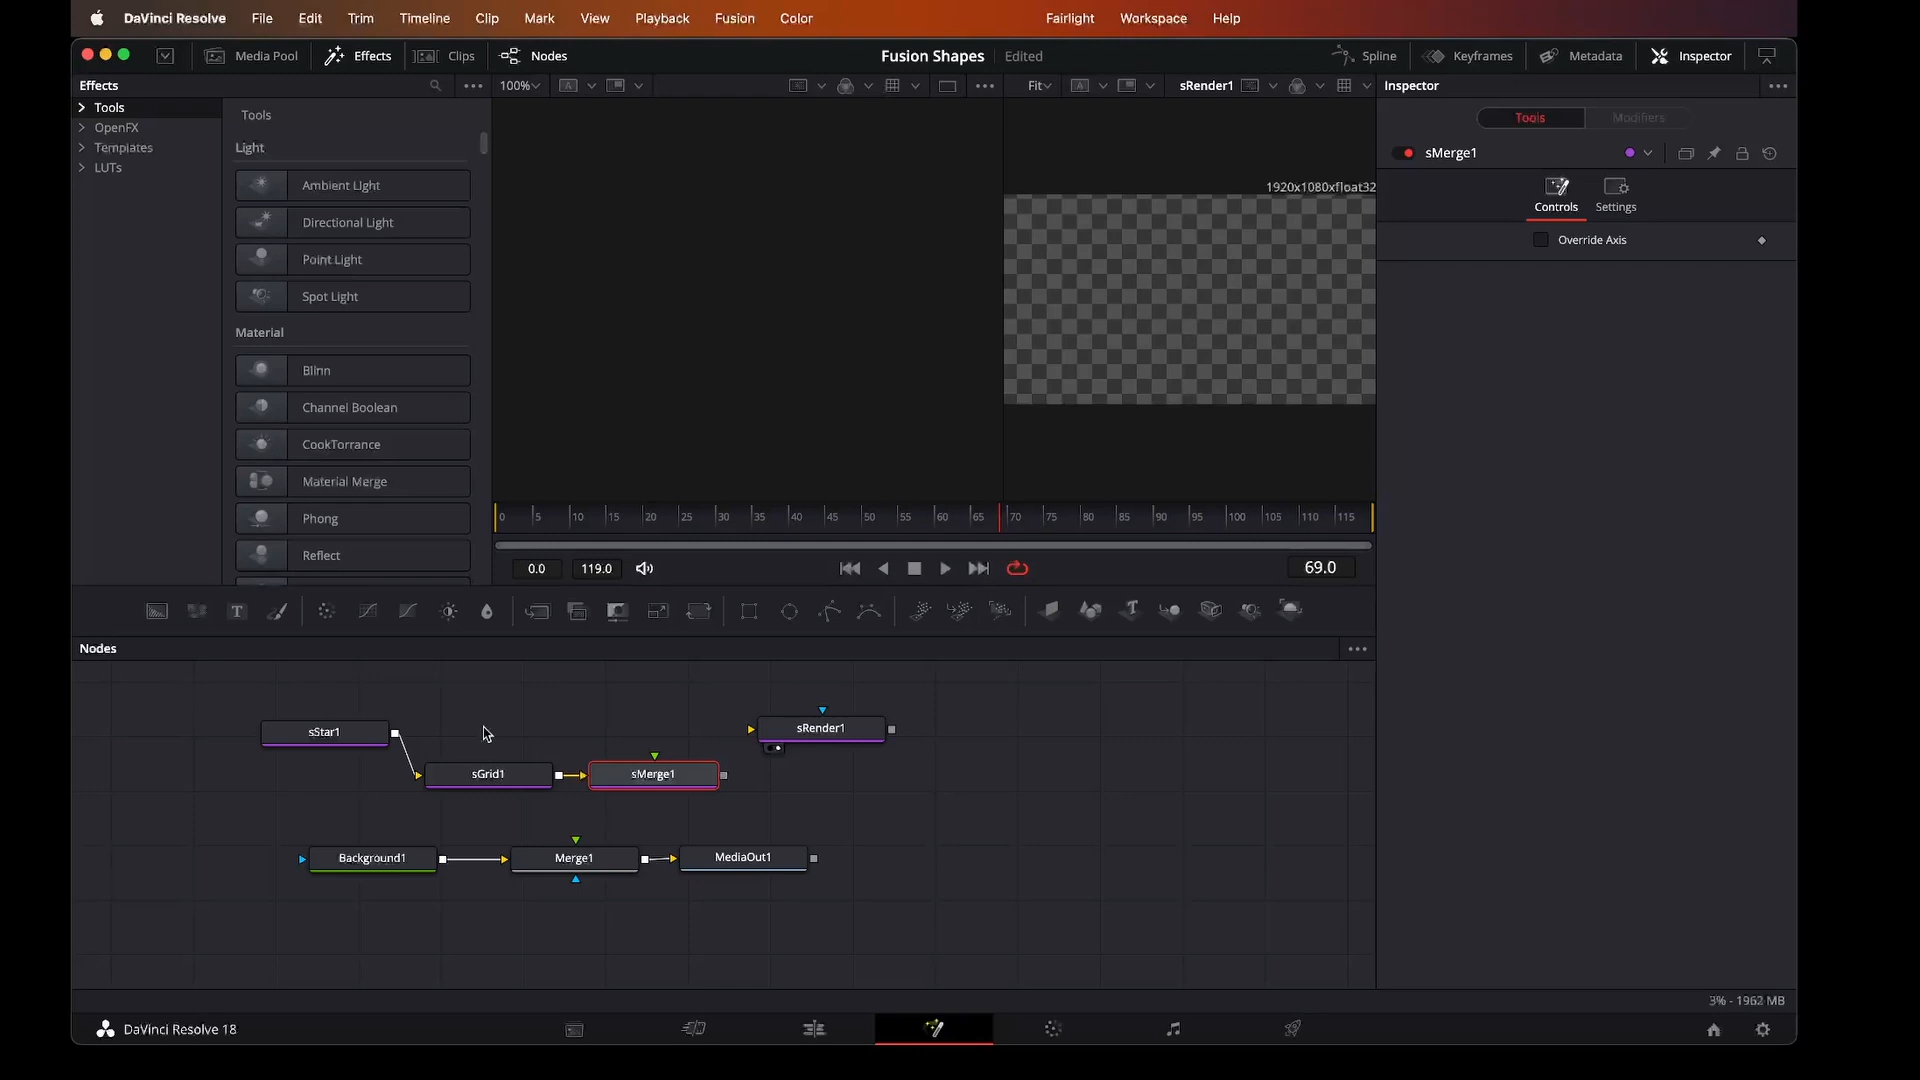 DaVinci Resolve File Edit Trim Timeline Clip Mark View Playback Fusion Color Fairlight Workspace Help
Media Pool Effects Clips Nodes Fusion Shapes Edited Spline Keyframes Metadata Inspector
Effects 100% Fit sRender1 Inspector
Tools
OpenFX
Templates
LUTs
Tools
Light
Ambient Light
Directional Light
Point Light
Spot Light
Material
Blinn
Channel Boolean
CookTorrance
Material Merge
Phong
Reflect
1920x1080xfloat32
Tools Modifiers
sMerge1
Controls Settings
Override Axis
0 5 10 15 20 25 30 35 40 45 50 55 60 65 70 75 80 85 90 95 100 105 110 115
0.0 119.0 69.0
Nodes
sStar1 sRender1
sGrid1 sMerge1
Background1 Merge1 MediaOut1
3% - 1962 MB
DaVinci Resolve 18